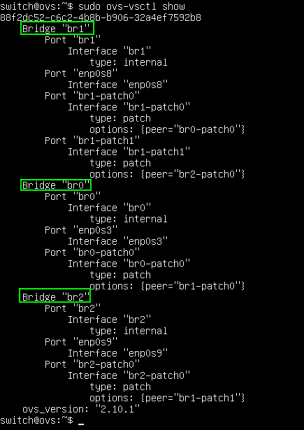 switch@ovs:~$ sudo ovs-vsctl show
88f2dc52-c6c2-4b8b-b906-32a4ef7592b8
Bridge "br1"
Port "br1"
Interface "br1"
type: internal
Port "enp0s8"
Interface "enp0s8"
Port "br1-patch0"
Interface "br1-patch0"
type: patch
options: {peer="br0-patch0"}
Port "br1-patch1"
Interface "br1-patch1"
type: patch
options: {peer="br2-patch0"}
Bridge "br0"
Port "br0"
Interface "br0"
type: internal
Port "enp0s3"
Interface "enp0s3"
Port "br0-patch0"
Interface "br0-patch0"
type: patch
options: {peer="br1-patch0"}
Bridge "br2"
Port "br2"
Interface "br2"
type: internal
Port "enp0s9"
Interface "enp0s9"
Port "br2-patch0"
Interface "br2-patch0"
type: patch
options: {peer="br1-patch1"}
ovs_version: "2.10.1"
switch@ovs:~$ _